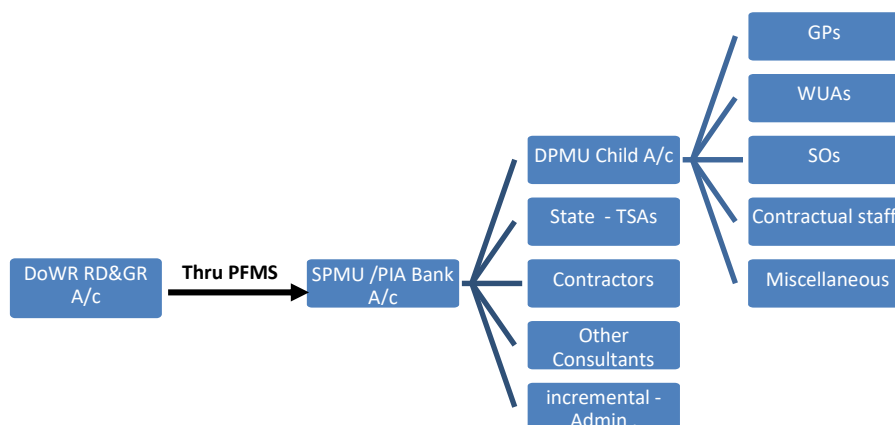 DoWR RD&GR
A/c
Thru PFMS
SPMU /PIA Bank
A/c
DPMU Child A/c
State - TSAs
Contractors
Other
Consultants
incremental -
Admin .
GPs
WUAs
SOs
Contractual staff
Miscellaneous